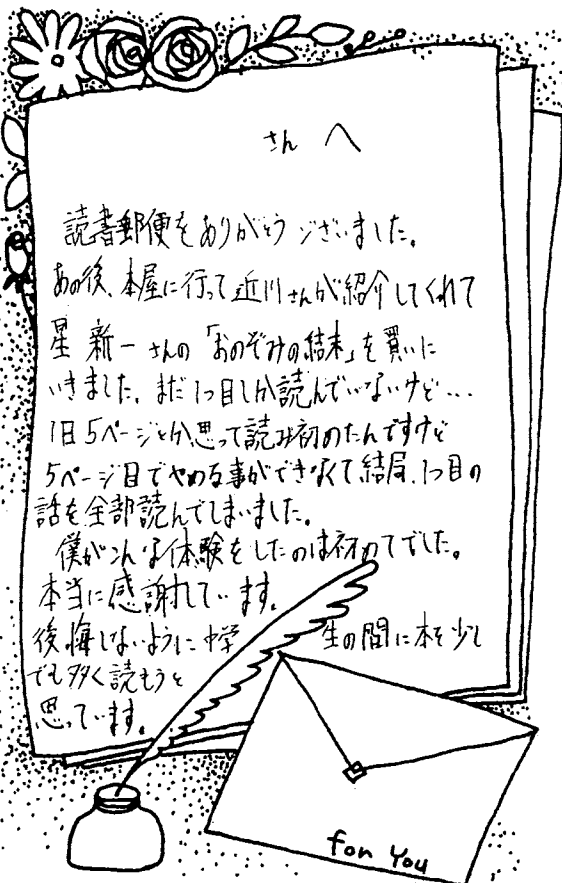 さんへ
読書郵便をありがとうございました。
あの後、本屋に行って近川さんが紹介してくれて
星新一さんの「おのぞみの結末」を買いに
いきました。まだ1つ目しか読んでいないけど...
1日5ページとか思って読み初めたんですけど
5ページ目でやめる事ができなくて結局、1つ目の
話を全部読んでしまいました。
僕がこんな体験をしたのは初めてでした。
本当に感謝しています。
後悔しないように中学生の間に本を少し
でも多く読もうと
思っています。
for You